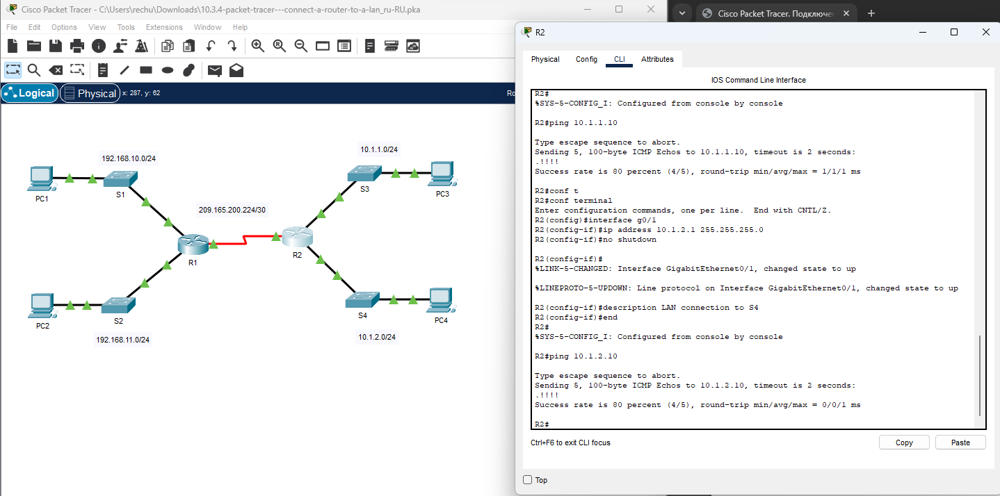 Cisco Packet Tracer - C:\Users\rechu\Downloads\10.3.4-packet-tracer---connect-a-router-to-a-lan_ru-RU.pka
File Edit Options View Tools Extensions Window Help
Logical Physical x: 287, y: 62
Ro
192.168.10.0/24
PC1
S1
209.165.200.224/30
R1
PC2
S2
192.168.11.0/24
10.1.1.0/24
S3
PC3
R2
S4
PC4
10.1.2.0/24
Cisco Packet Tracer. Подключе
R2
Physical Config CLI Attributes
IOS Command Line Interface
R2#
%SYS-5-CONFIG_I: Configured from console by console
R2#ping 10.1.1.10
Type escape sequence to abort.
Sending 5, 100-byte ICMP Echos to 10.1.1.10, timeout is 2 seconds:
.!!!!
Success rate is 80 percent (4/5), round-trip min/avg/max = 1/1/1 ms
R2#conf t
R2#conf terminal
Enter configuration commands, one per line.  End with CNTL/Z.
R2(config)#interface g0/1
R2(config-if)#ip address 10.1.2.1 255.255.255.0
R2(config-if)#no shutdown
R2(config-if)#
%LINK-5-CHANGED: Interface GigabitEthernet0/1, changed state to up
%LINEPROTO-5-UPDOWN: Line protocol on Interface GigabitEthernet0/1, changed state to up
R2(config-if)#description LAN connection to S4
R2(config-if)#end
R2#
%SYS-5-CONFIG_I: Configured from console by console
R2#ping 10.1.2.10
Type escape sequence to abort.
Sending 5, 100-byte ICMP Echos to 10.1.2.10, timeout is 2 seconds:
.!!!!
Success rate is 80 percent (4/5), round-trip min/avg/max = 0/0/1 ms
R2#
Ctrl+F6 to exit CLI focus
Copy Paste
Top